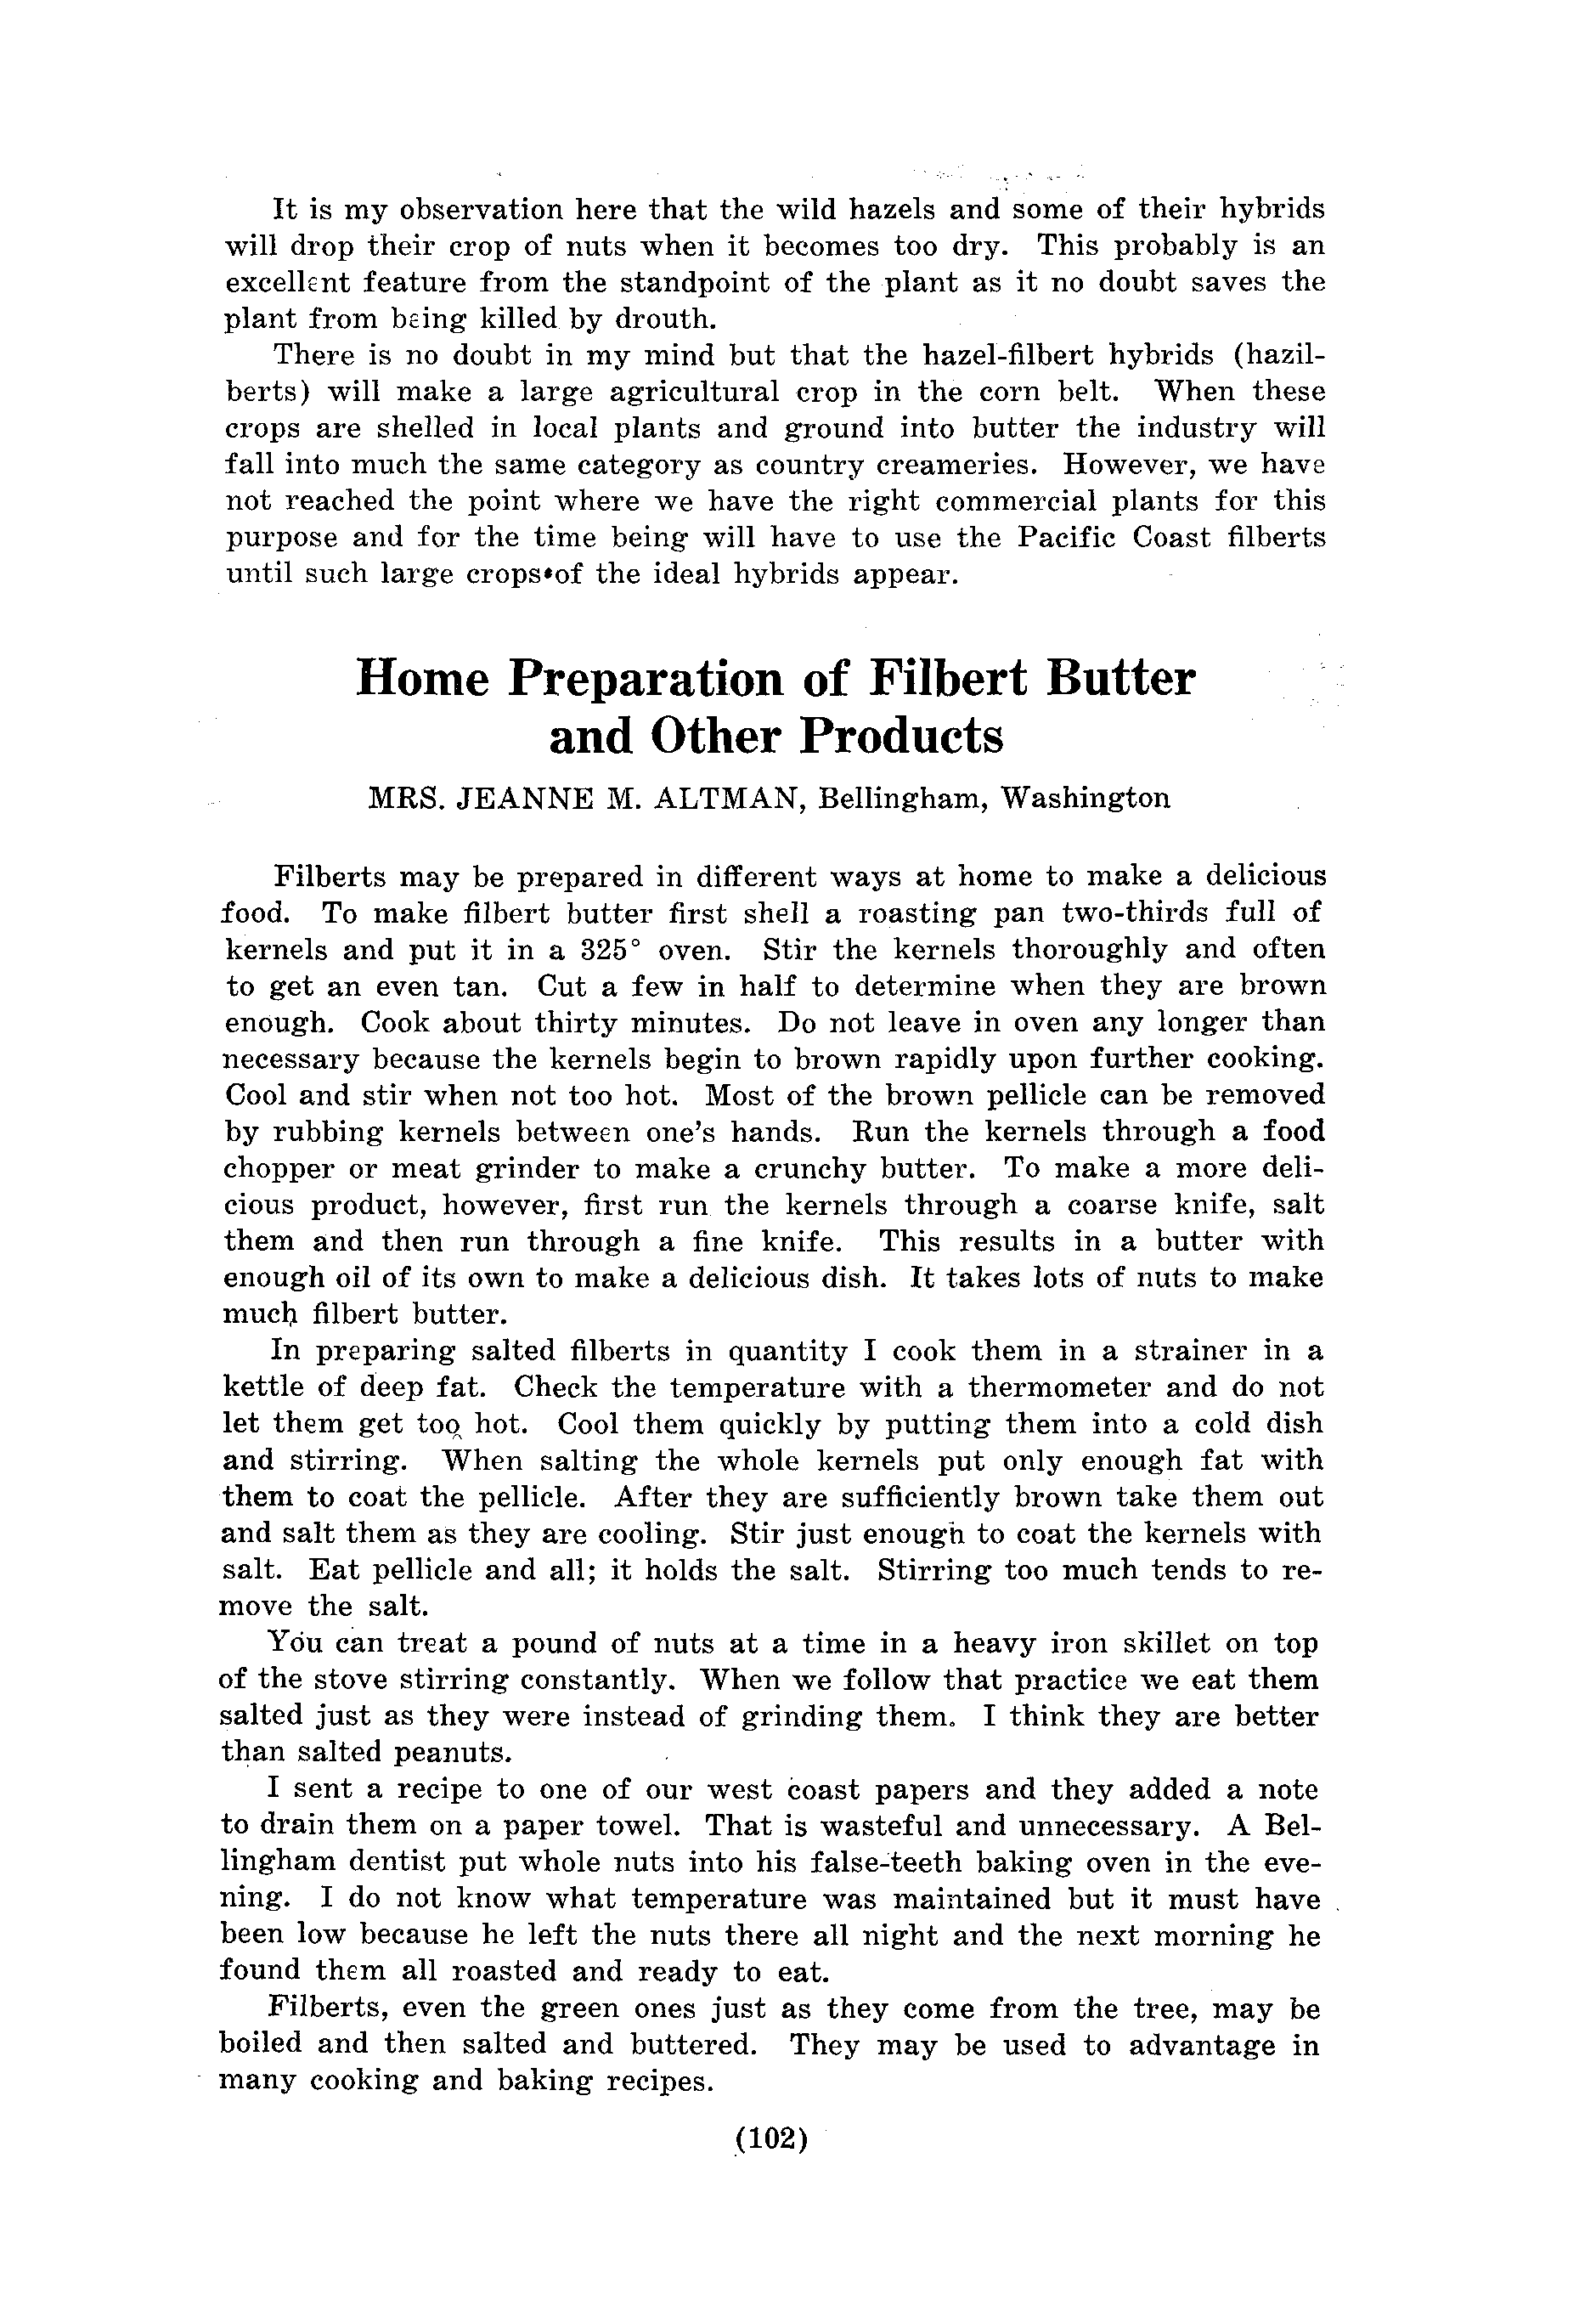 It is my observation here that the wild hazels and some of their hybrids
will drop their crop of nuts when it becomes too dry. This probably is an
excellent feature from the standpoint of the plant as it no doubt saves the
plant from being killed by drouth.
There is no doubt in my mind but that the hazel-filbert hybrids (hazil-
berts) will make a large agricultural crop in the corn belt. When these
crops are shelled in local plants and ground into butter the industry will
fall into much the same category as country creameries. However, we have
not reached the point where we have the right commercial plants for this
purpose and for the time being will have to use the Pacific Coast filberts
until such large crops of the ideal hybrids appear.
Home Preparation of Filbert Butter
and Other Products
MRS. JEANNE M. ALTMAN, Bellingham, Washington
Filberts may be prepared in different ways at home to make a delicious
food. To make filbert butter first shell a roasting pan two-thirds full of
kernels and put it in a 325° oven. Stir the kernels thoroughly and often
to get an even tan. Cut a few in half to determine when they are brown
enough. Cook about thirty minutes. Do not leave in oven any longer than
necessary because the kernels begin to brown rapidly upon further cooking.
Cool and stir when not too hot. Most of the brown pellicle can be removed
by rubbing kernels between one's hands. Run the kernels through a food
chopper or meat grinder to make a crunchy butter. To make a more deli-
cious product, however, first run the kernels through a coarse knife, salt
them and then run through a fine knife. This results in a butter with
enough oil of its own to make a delicious dish. It takes lots of nuts to make
much filbert butter.
In preparing salted filberts in quantity I cook them in a strainer in a
kettle of deep fat. Check the temperature with a thermometer and do not
let them get too hot. Cool them quickly by putting them into a cold dish
and stirring. When salting the whole kernels put only enough fat with
them to coat the pellicle. After they are sufficiently brown take them out
and salt them as they are cooling. Stir just enough to coat the kernels with
salt. Eat pellicle and all; it holds the salt. Stirring too much tends to re-
move the salt.
You can treat a pound of nuts at a time in a heavy iron skillet on top
of the stove stirring constantly. When we follow that practice we eat them
salted just as they were instead of grinding them. I think they are better
than salted peanuts.
I sent a recipe to one of our west coast papers and they added a note
to drain them on a paper towel. That is wasteful and unnecessary. A Bel-
lingham dentist put whole nuts into his false-teeth baking oven in the eve-
ning. I do not know what temperature was maintained but it must have
been low because he left the nuts there all night and the next morning he
found them all roasted and ready to eat.
Filberts, even the green ones just as they come from the tree, may be
boiled and then salted and buttered. They may be used to advantage in
many cooking and baking recipes.
(102)